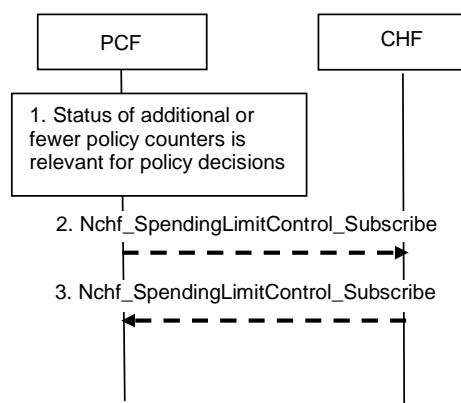 PCF
CHF
1. Status of additional or
fewer policy counters is
relevant for policy decisions
2. Nchf_SpendingLimitControl_Subscribe
3. Nchf_SpendingLimitControl_Subscribe